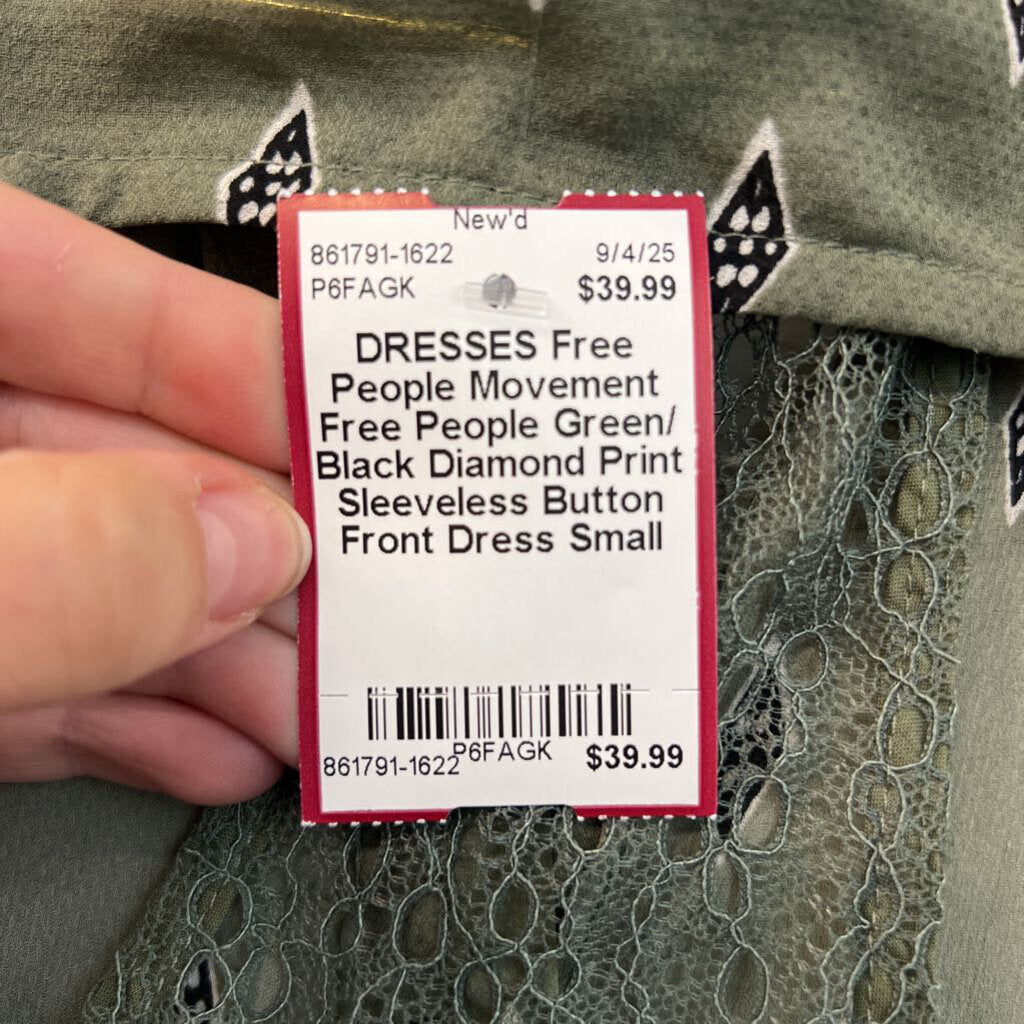 New'd
861791-1622 9/4/25
P6FAGK $39.99
DRESSES Free
People Movement
Free People Green/
Black Diamond Print
Sleeveless Button
Front Dress Small
861791-1622 P6FAGK $39.99